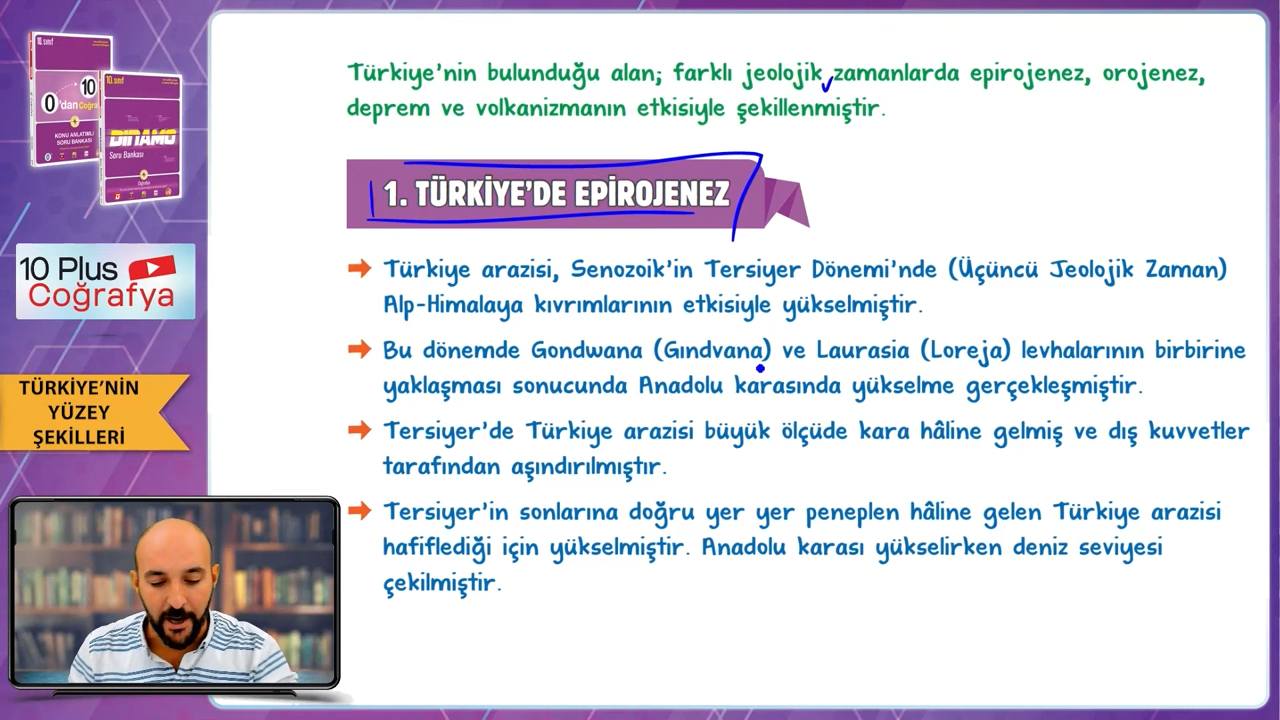 10. sınıf
0'dan 10
Coğrafya
KONU ANLATIMLI
SORU BANKASI
10. sınıf
DİNAMO
Soru Bankası
Coğrafya
10 Plus
Coğrafya
TÜRKİYE'NİN
YÜZEY
ŞEKİLLERİ
Türkiye'nin bulunduğu alan; farklı jeolojik zamanlarda epirojenez, orojenez,
deprem ve volkanizmanın etkisiyle şekillenmiştir.
1. TÜRKİYE'DE EPİROJENEZ
Türkiye arazisi, Senozoik'in Tersiyer Dönemi'nde (Üçüncü Jeolojik Zaman)
Alp-Himalaya kıvrımlarının etkisiyle yükselmiştir.
Bu dönemde Gondwana (Gındvana) ve Laurasia (Loreja) levhalarının birbirine
yaklaşması sonucunda Anadolu karasında yükselme gerçekleşmiştir.
Tersiyer'de Türkiye arazisi büyük ölçüde kara hâline gelmiş ve dış kuvvetler
tarafından aşındırılmıştır.
Tersiyer'in sonlarına doğru yer yer peneplen hâline gelen Türkiye arazisi
hafiflediği için yükselmiştir. Anadolu karası yükselirken deniz seviyesi
çekilmiştir.